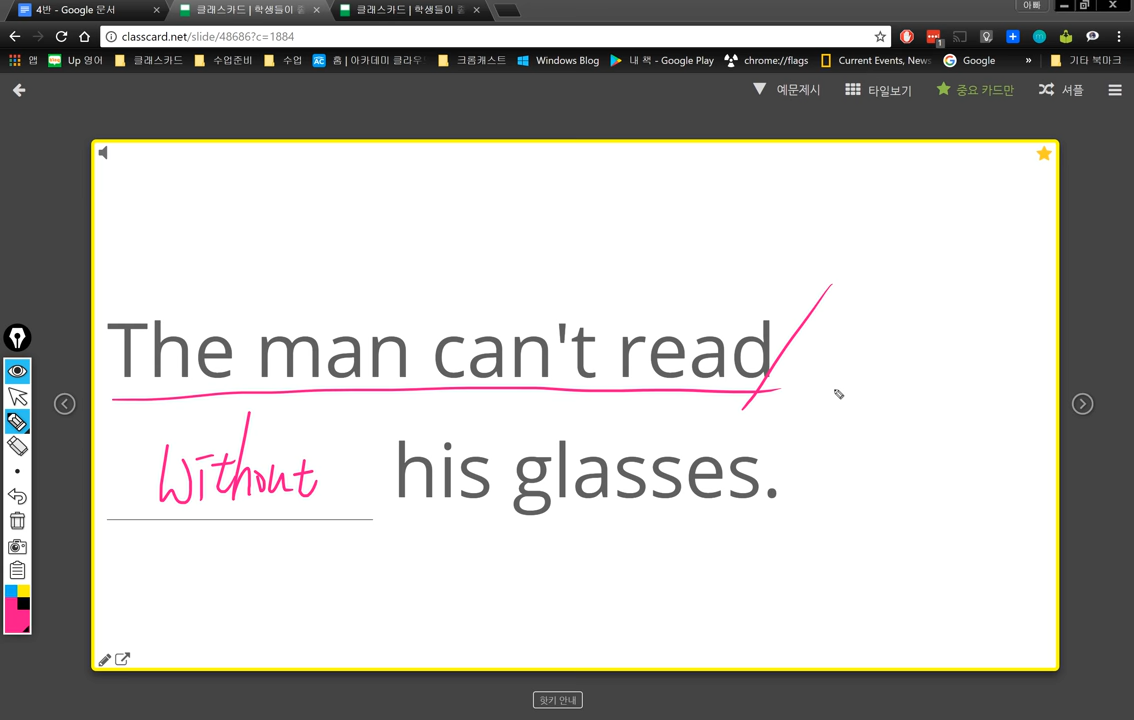 4반 - Google 문서
클래스카드 | 학생들이 클
클래스카드 | 학생들이 클
아빠
classcard.net/slide/48686?c=1884
앱 Up 영어 클래스카드 수업준비 수업 AC 홈 | 아카데미 클라우 크롬캐스트 Windows Blog 내 책 - Google Play chrome://flags Current Events, News G Google » 기타 북마크
예문제시 타일보기 중요 카드만 셔플
The man can't read
without his glasses.
핫키 안내